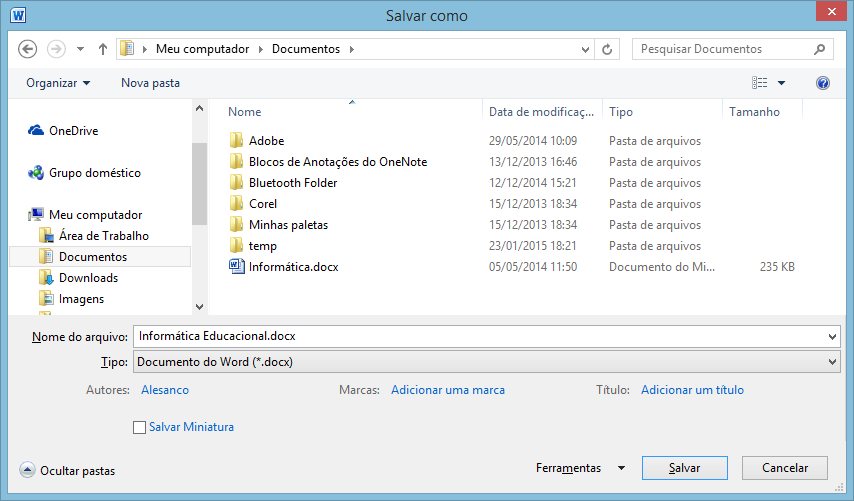 Salvar como
Meu computador Documentos Pesquisar Documentos
Organizar Nova pasta
Nome Data de modificaç... Tipo Tamanho
OneDrive
Grupo doméstico
Meu computador
Área de Trabalho
Documentos
Downloads
Imagens
Adobe 29/05/2014 10:09 Pasta de arquivos
Blocos de Anotações do OneNote 13/12/2013 16:46 Pasta de arquivos
Bluetooth Folder 12/12/2014 15:21 Pasta de arquivos
Corel 15/12/2013 18:34 Pasta de arquivos
Minhas paletas 15/12/2013 18:34 Pasta de arquivos
temp 23/01/2015 18:21 Pasta de arquivos
Informática.docx 05/05/2014 11:50 Documento do Mi... 235 KB
Nome do arquivo: Informática Educacional.docx
Tipo: Documento do Word (*.docx)
Autores: Alesanco Marcas: Adicionar uma marca Título: Adicionar um título
Salvar Miniatura
Ocultar pastas Ferramentas Salvar Cancelar